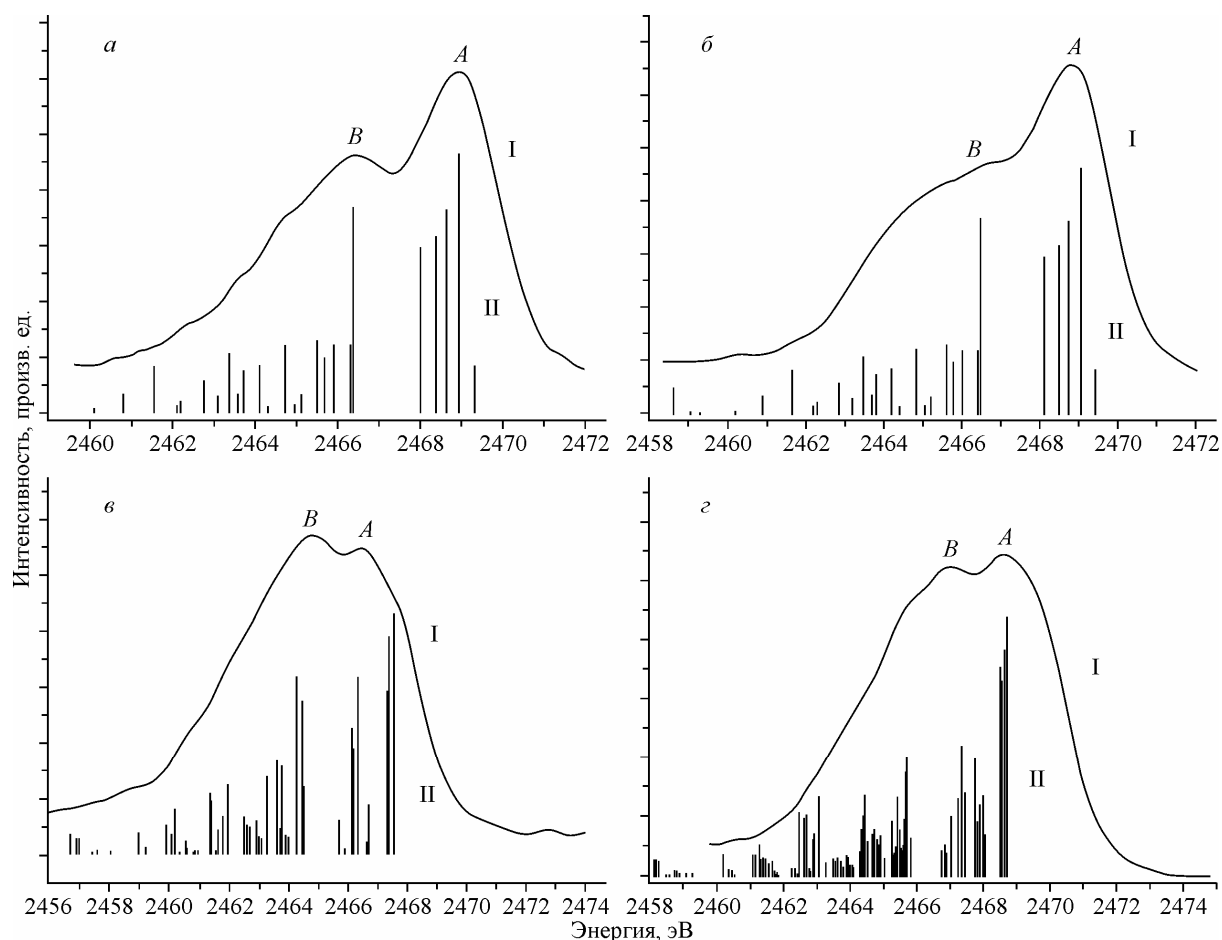 а
A
B
I
II
2460 2462 2464 2466 2468 2470 2472
б
A
B
I
II
2458 2460 2462 2464 2466 2468 2470 2472
Интенсивность, произв. ед.
в
B
A
I
II
2456 2458 2460 2462 2464 2466 2468 2470 2472 2474
г
B
A
I
II
2458 2460 2462 2464 2466 2468 2470 2472 2474
Энергия, эВ